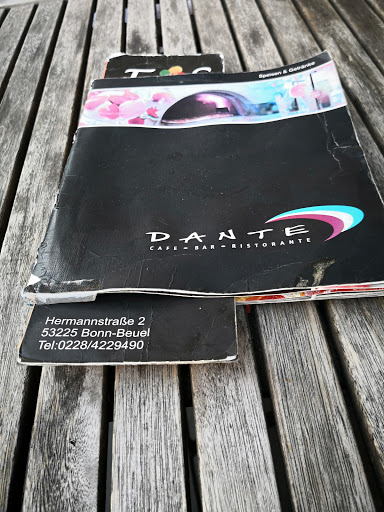 Speisen & Getränke
DANTE
CAFE - BAR - RISTORANTE
Hermannstraße 2
53225 Bonn-Beuel
Tel:0228/4229490